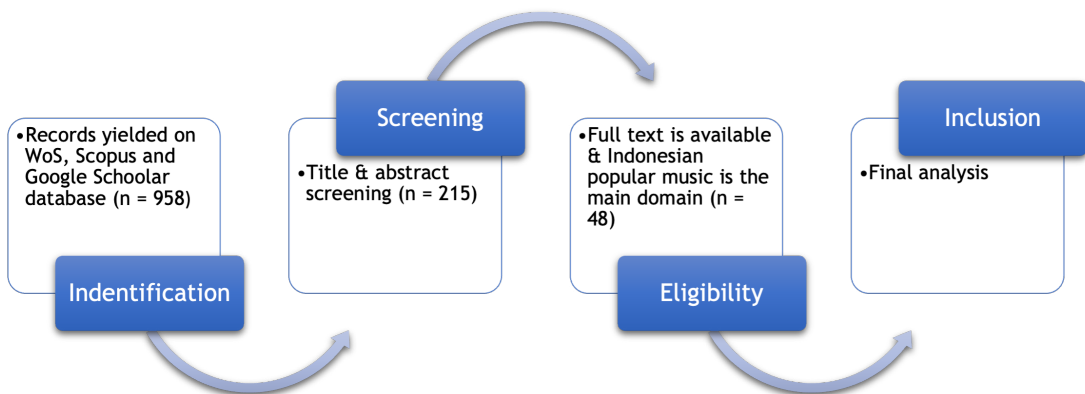 •Records yielded on
WoS, Scopus and
Google Schoolar
database (n = 958)
Indentification
Screening
•Title & abstract
screening (n = 215)
•Full text is available
& Indonesian
popular music is the
main domain (n =
48)
Eligibility
Inclusion
•Final analysis